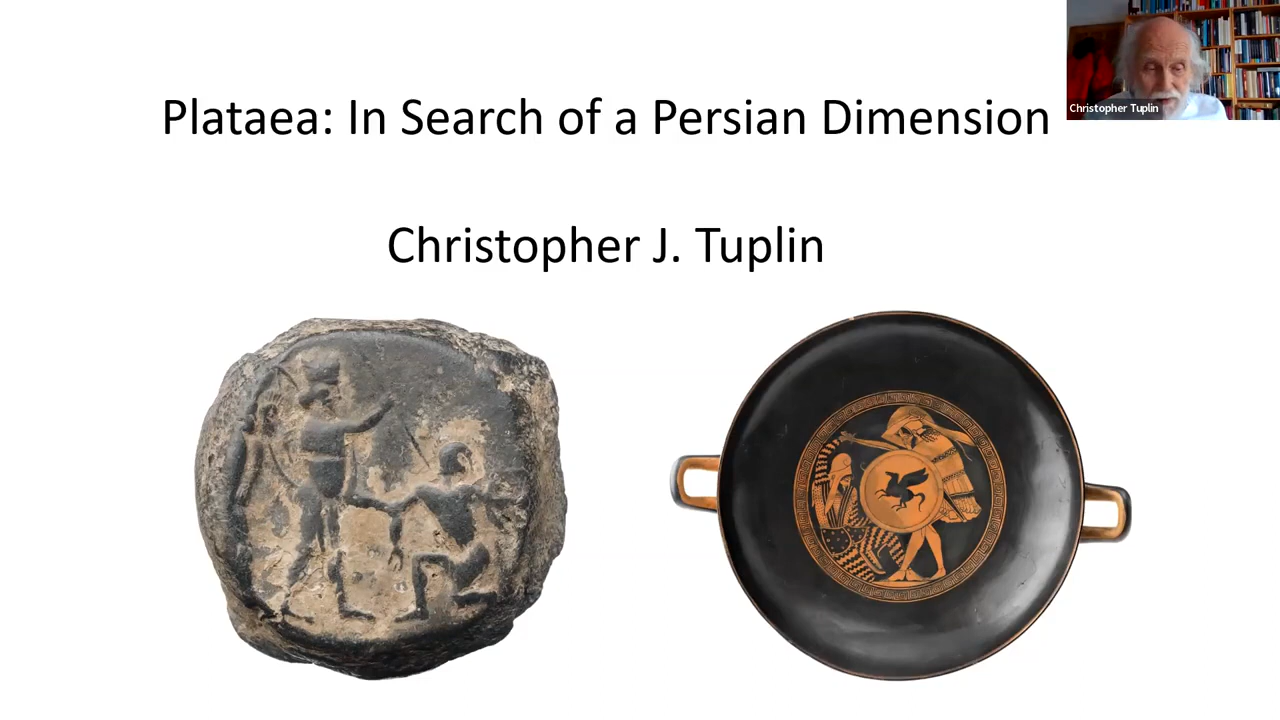 Plataea: In Search of a Persian Dimension
Christopher Tuplin
Christopher J. Tuplin